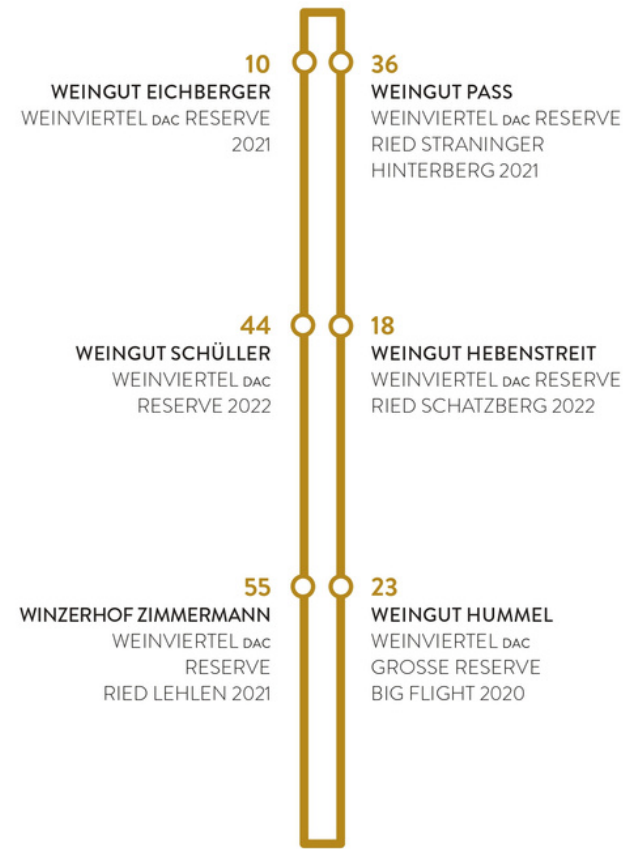 10
WEINGUT EICHBERGER
WEINVIERTEL DAC RESERVE
2021
36
WEINGUT PASS
WEINVIERTEL DAC RESERVE
RIED STRANINGER
HINTERBERG 2021
44
WEINGUT SCHÜLLER
WEINVIERTEL DAC
RESERVE 2022
18
WEINGUT HEBENSTREIT
WEINVIERTEL DAC RESERVE
RIED SCHATZBERG 2022
55
WINZERHOF ZIMMERMANN
WEINVIERTEL DAC
RESERVE
RIED LEHLEN 2021
23
WEINGUT HUMMEL
WEINVIERTEL DAC
GROSSE RESERVE
BIG FLIGHT 2020